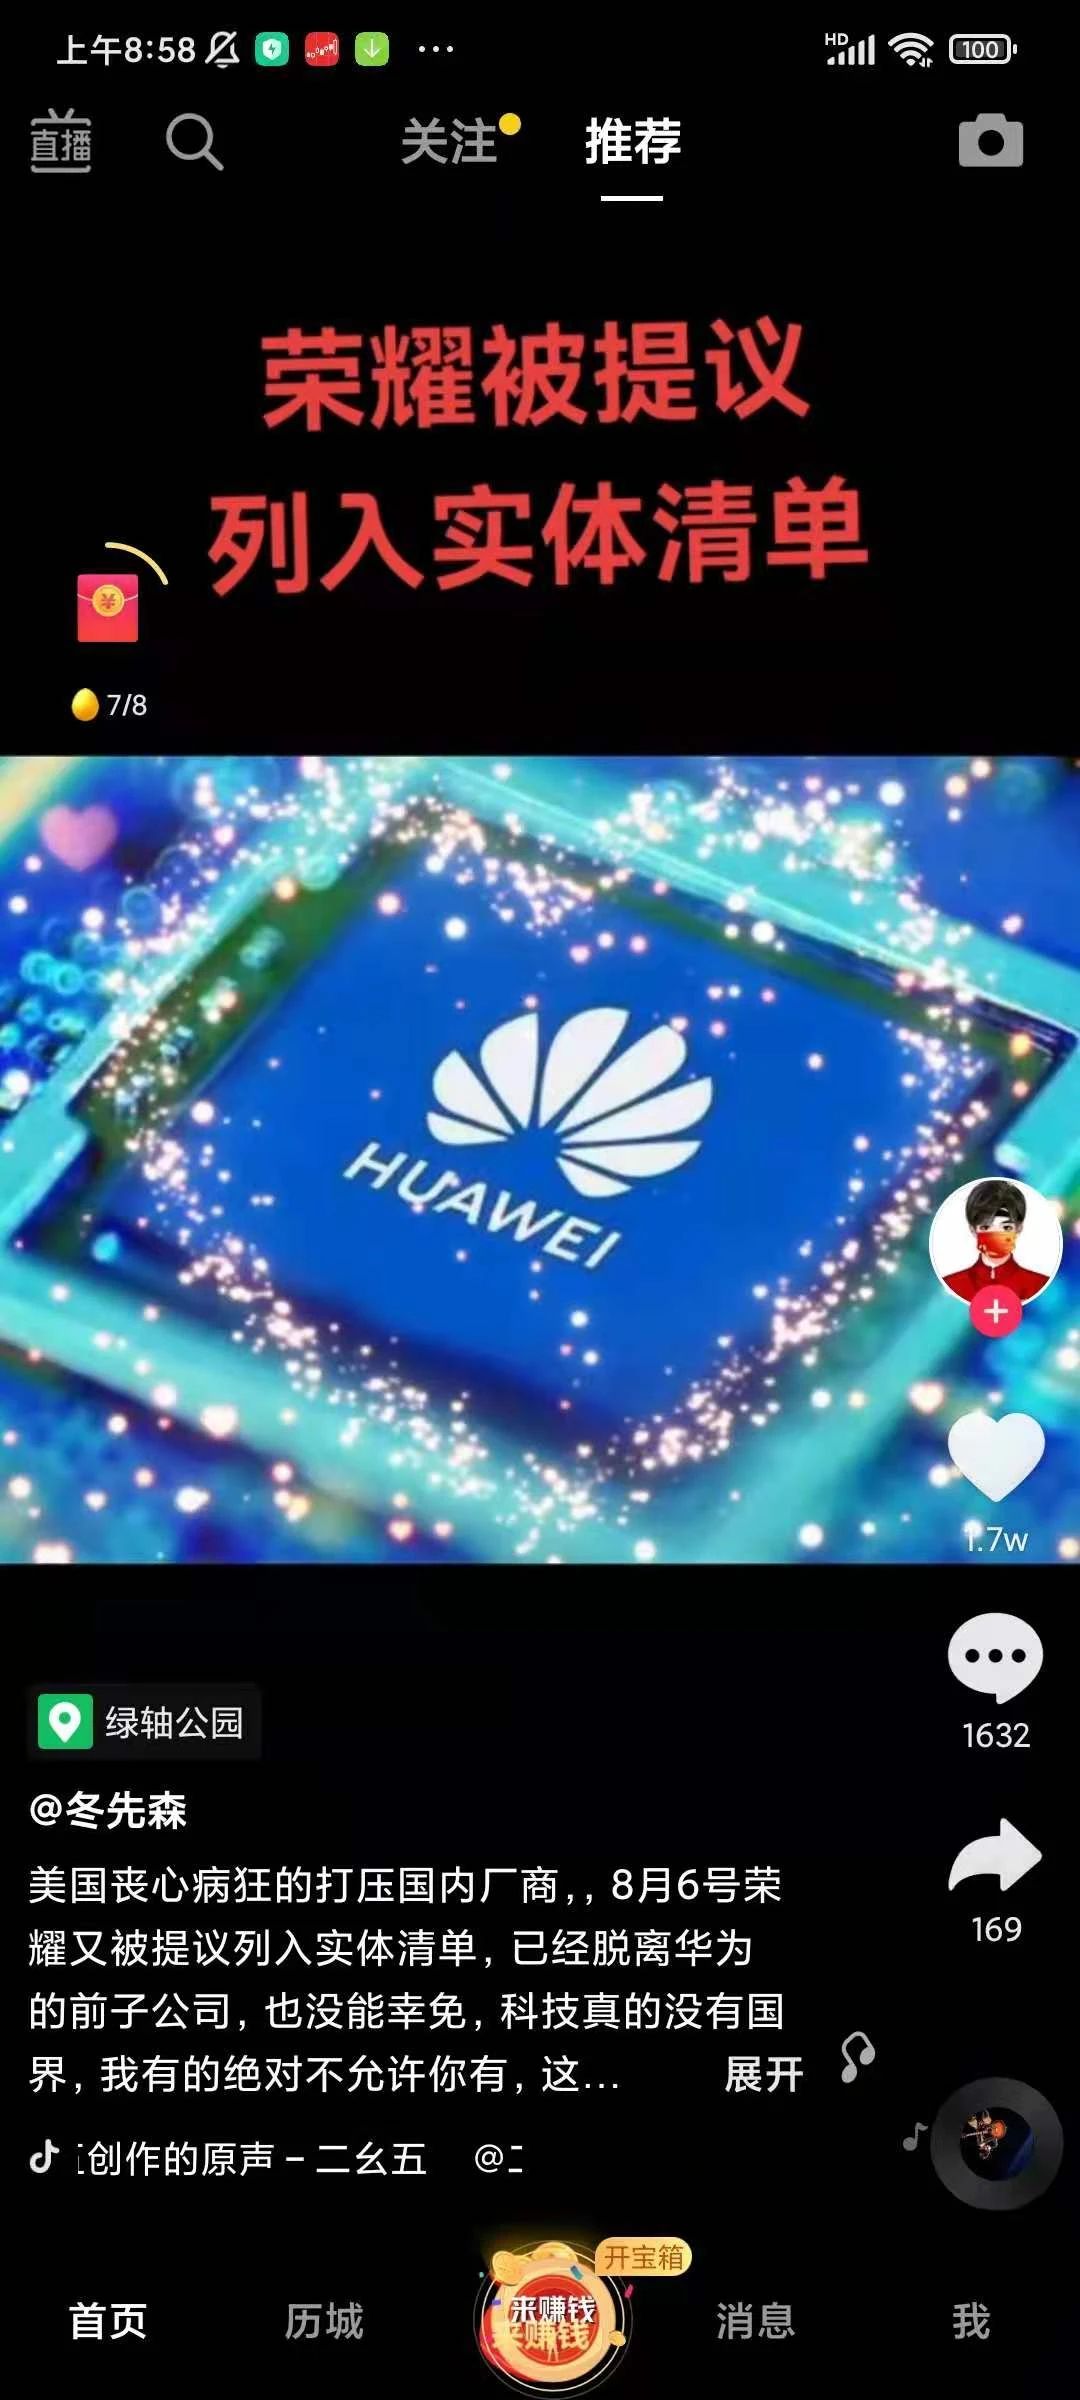 上午8:58
HD
100
直播
关注
推荐
荣耀被提议
列入实体清单
7/8
HUAWEI
1.7w
1632
绿轴公园
@冬先森
169
美国丧心病狂的打压国内厂商,,8月6号荣
耀又被提议列入实体清单,已经脱离华为
的前子公司,也没能幸免,科技真的没有国
界,我有的绝对不允许你有,这...
展开
创作的原声 - 二幺五
@二
开宝箱
来赚钱
首页
历城
消息
我